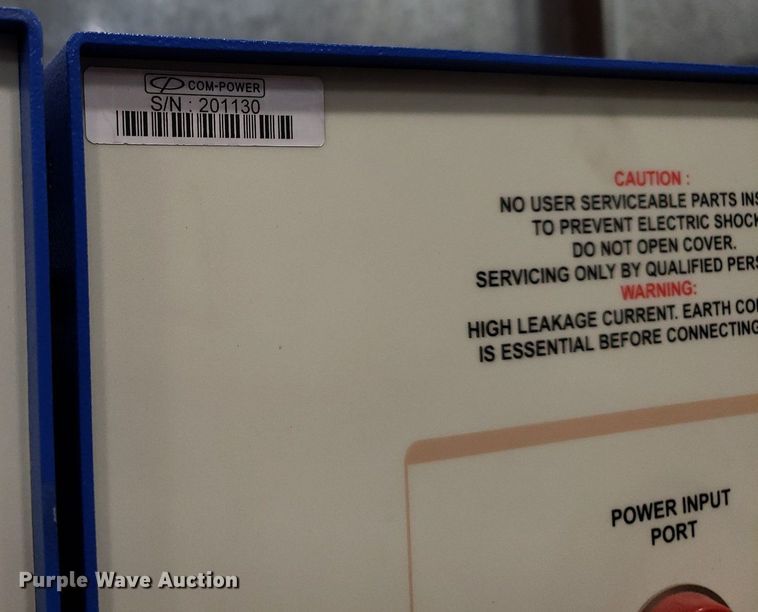 COM-POWER
S/N : 201130
CAUTION :
NO USER SERVICEABLE PARTS INS
TO PREVENT ELECTRIC SHOCK
DO NOT OPEN COVER.
SERVICING ONLY BY QUALIFIED PERS
WARNING:
HIGH LEAKAGE CURRENT. EARTH CO
IS ESSENTIAL BEFORE CONNECTING
POWER INPUT
PORT
Purple Wave Auction